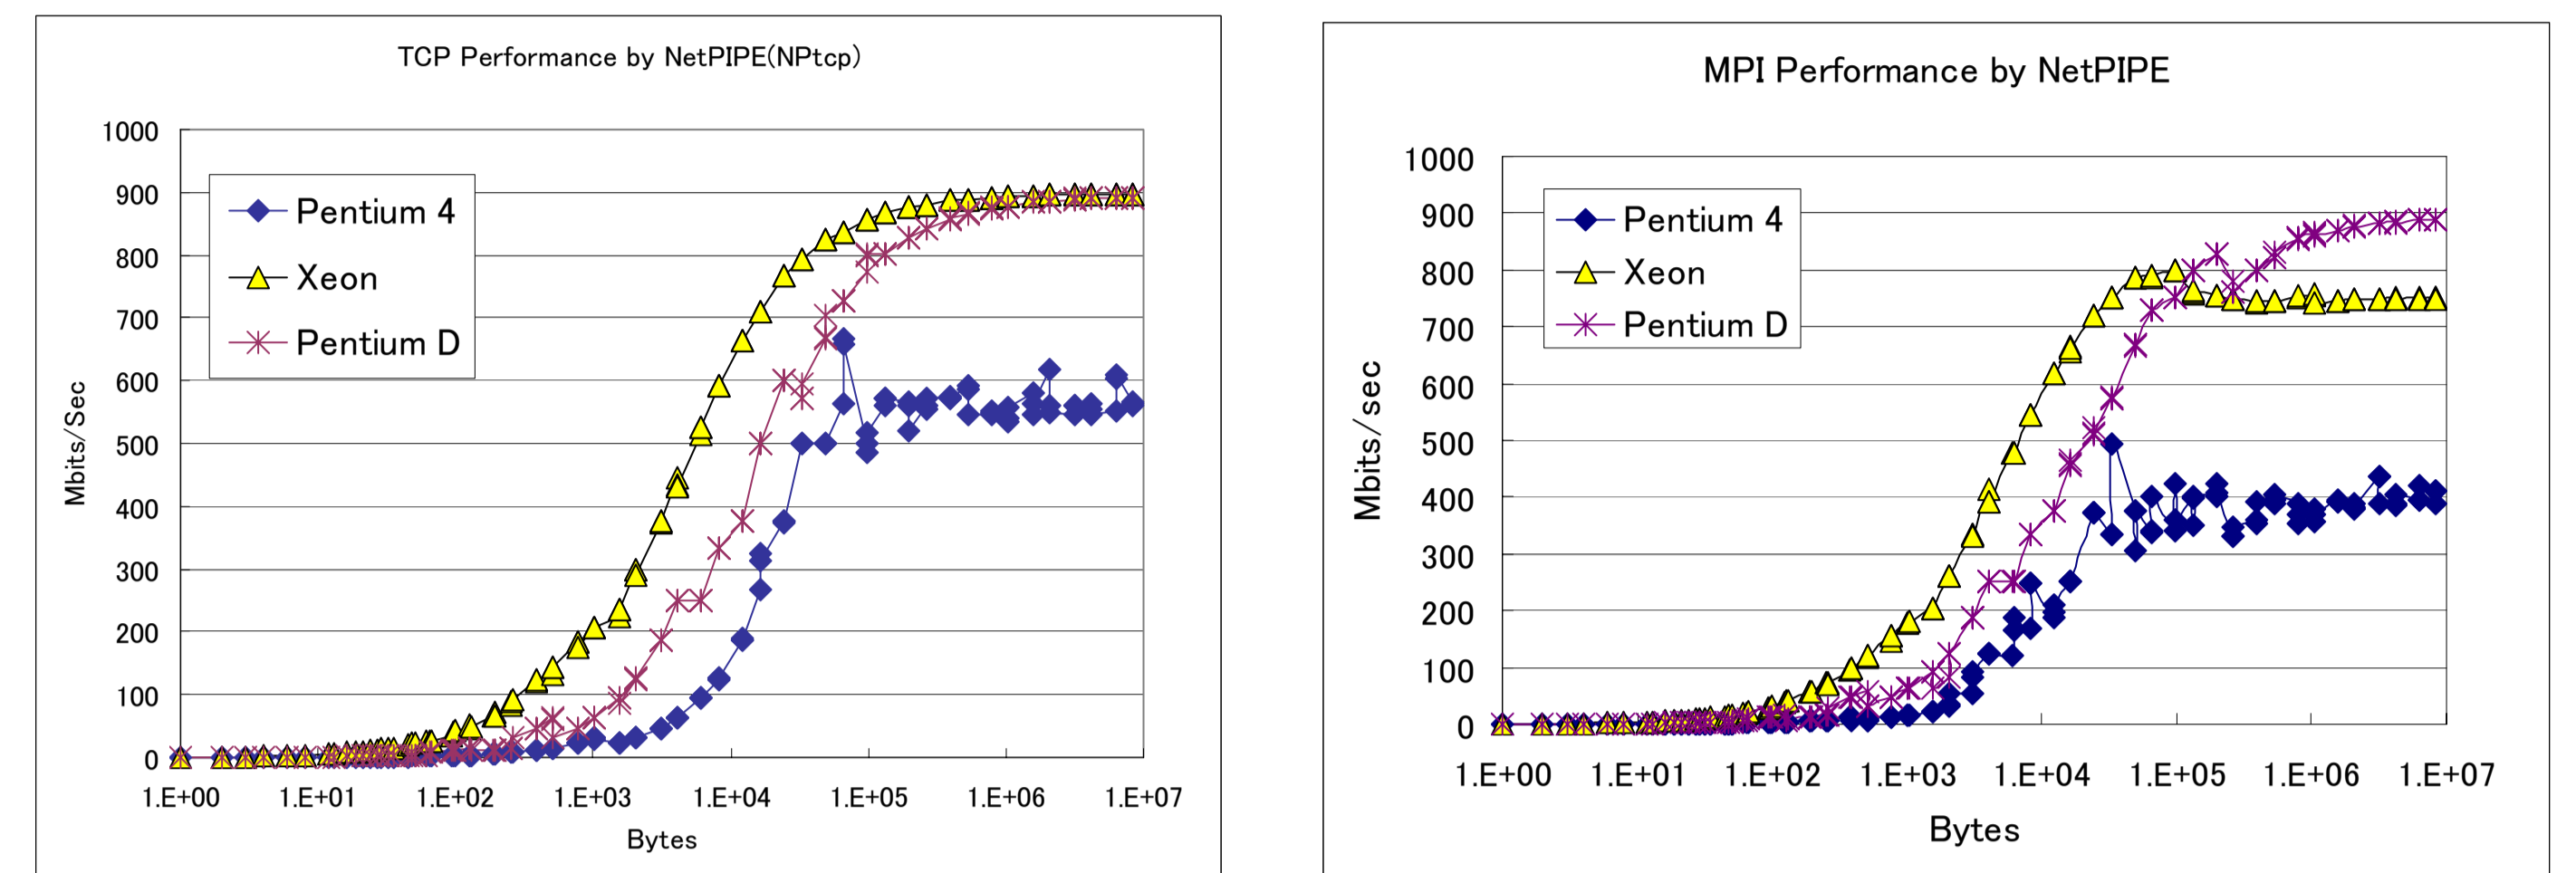 TCP Performance by NetPIPE(NPtcp)
1000
900
800
700
600
500
400
300
200
100
0
Mbits/Sec
Pentium 4
Xeon
Pentium D
1.E+00 1.E+01 1.E+02 1.E+03 1.E+04 1.E+05 1.E+06 1.E+07
Bytes
MPI Performance by NetPIPE
1000
900
800
700
600
500
400
300
200
100
0
Mbits/sec
Pentium 4
Xeon
Pentium D
1.E+00 1.E+01 1.E+02 1.E+03 1.E+04 1.E+05 1.E+06 1.E+07
Bytes